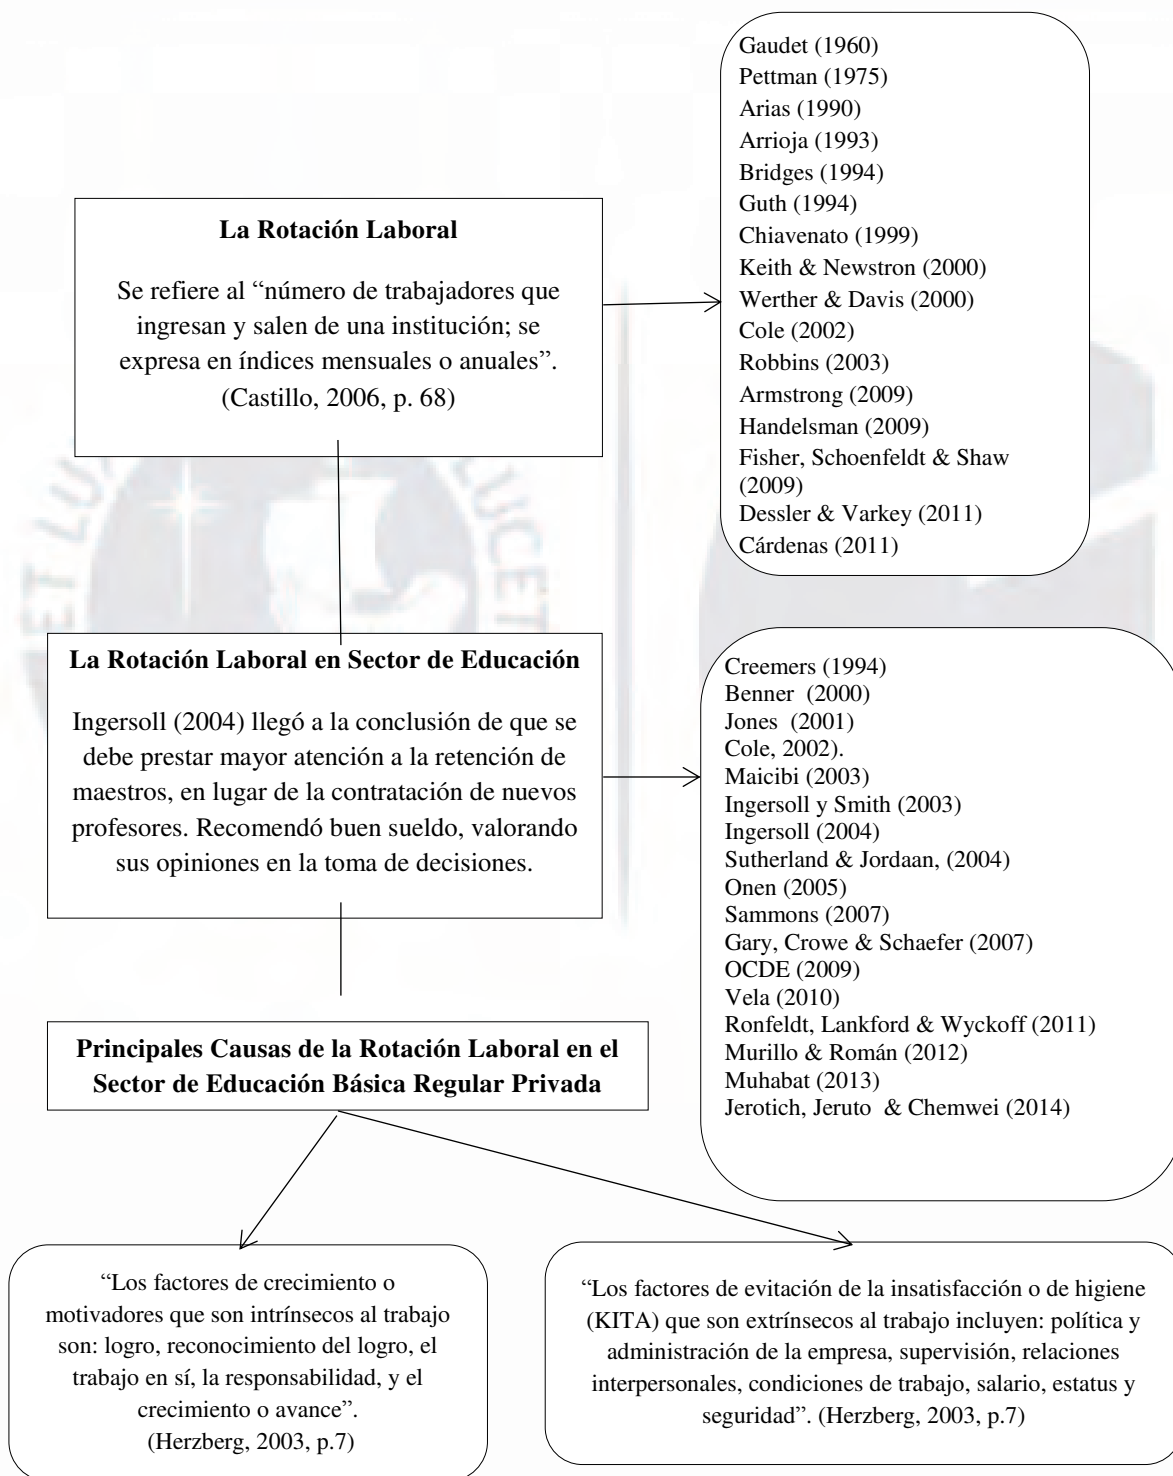 Gaudet (1960)
Pettman (1975)
Arias (1990)
Arrioja (1993)
Bridges (1994)
Guth (1994)
Chiavenato (1999)
Keith & Newstron (2000)
Werther & Davis (2000)
Cole (2002)
Robbins (2003)
Armstrong (2009)
Handelsman (2009)
Fisher, Schoenfeldt & Shaw
(2009)
Dessler & Varkey (2011)
Cárdenas (2011)
La Rotación Laboral
Se refiere al “número de trabajadores que
ingresan y salen de una institución; se
expresa en índices mensuales o anuales”.
(Castillo, 2006, p. 68)
La Rotación Laboral en Sector de Educación
Ingersoll (2004) llegó a la conclusión de que se
debe prestar mayor atención a la retención de
maestros, en lugar de la contratación de nuevos
profesores. Recomendó buen sueldo, valorando
sus opiniones en la toma de decisiones.
Creemers (1994)
Benner (2000)
Jones (2001)
Cole, 2002).
Maicibi (2003)
Ingersoll y Smith (2003)
Ingersoll (2004)
Sutherland & Jordaan, (2004)
Onen (2005)
Sammons (2007)
Gary, Crowe & Schaefer (2007)
OCDE (2009)
Vela (2010)
Ronfeldt, Lankford & Wyckoff (2011)
Murillo & Román (2012)
Muhabat (2013)
Jerotich, Jeruto & Chemwei (2014)
Principales Causas de la Rotación Laboral en el
Sector de Educación Básica Regular Privada
“Los factores de crecimiento o
motivadores que son intrínsecos al trabajo
son: logro, reconocimiento del logro, el
trabajo en sí, la responsabilidad, y el
crecimiento o avance”.
(Herzberg, 2003, p.7)
“Los factores de evitación de la insatisfacción o de higiene
(KITA) que son extrínsecos al trabajo incluyen: política y
administración de la empresa, supervisión, relaciones
interpersonales, condiciones de trabajo, salario, estatus y
seguridad”. (Herzberg, 2003, p.7)
ET LU
LUCET